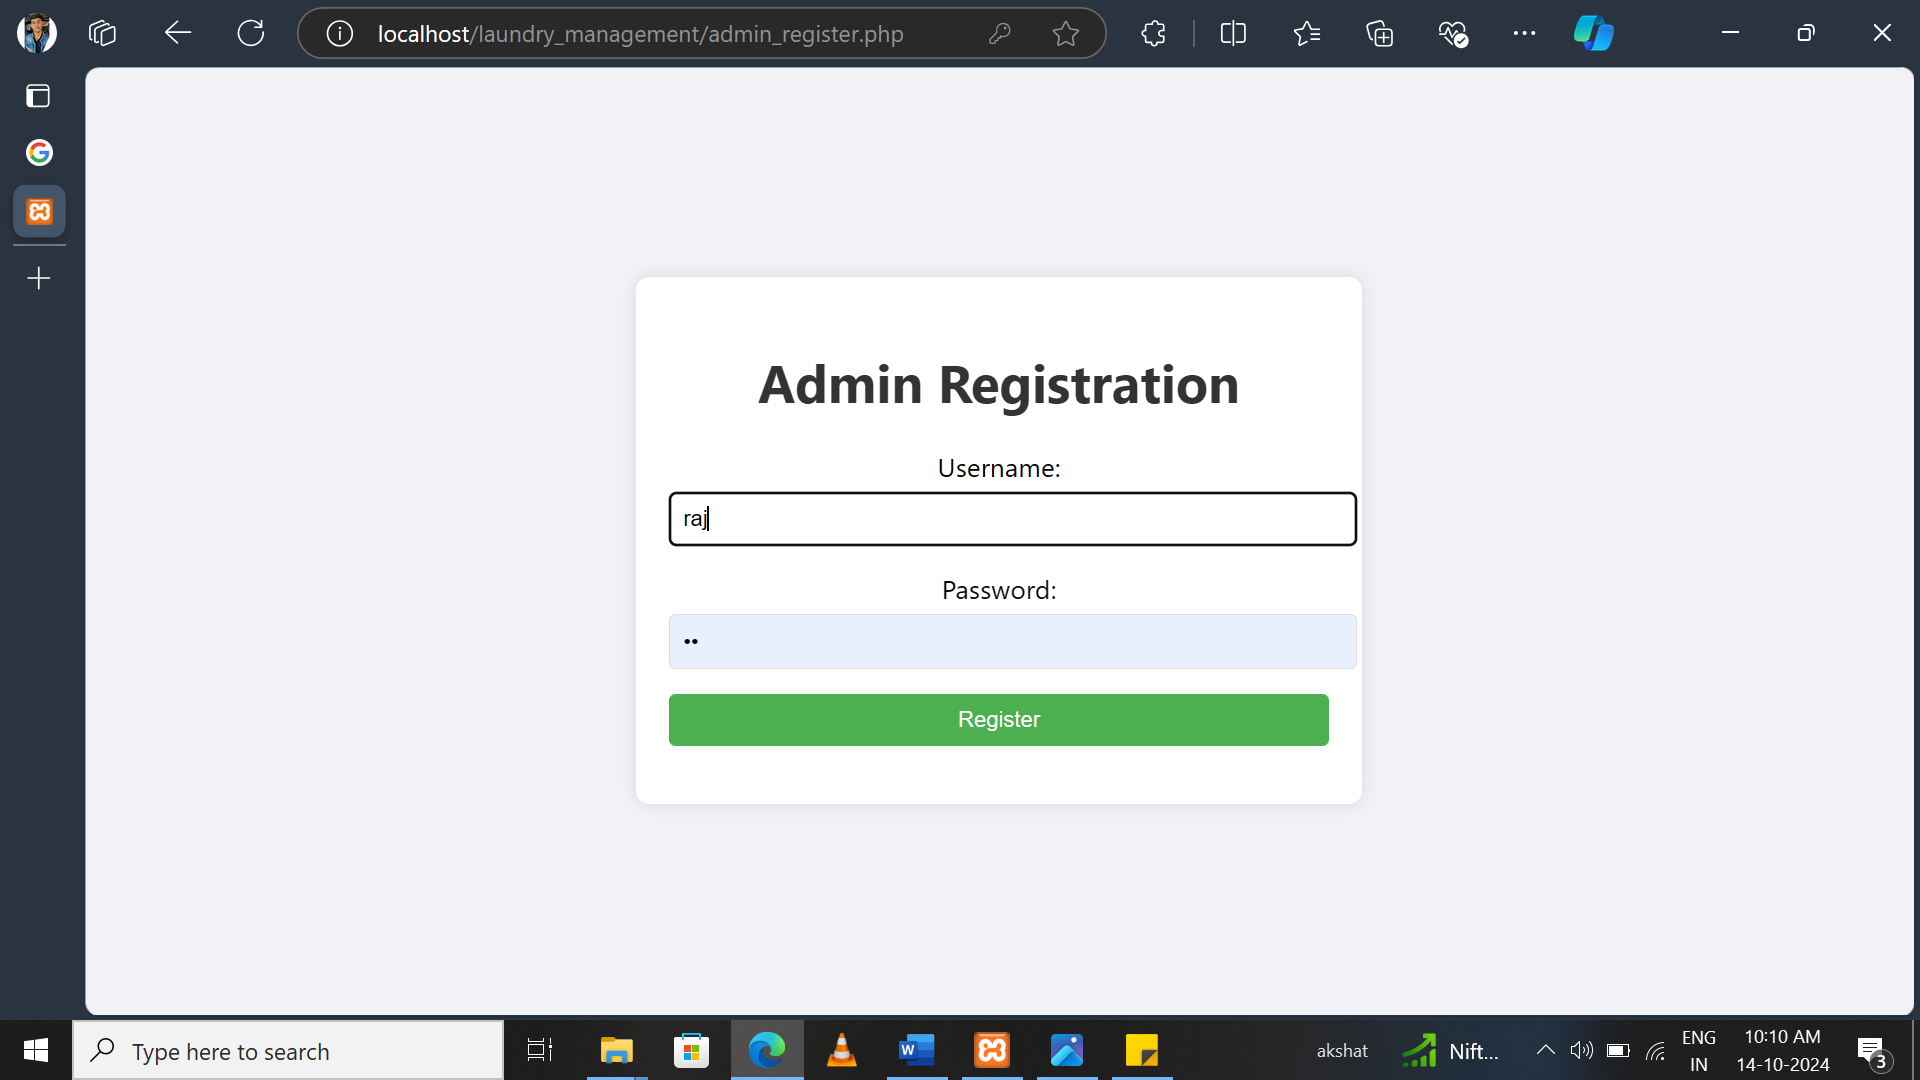 localhost/laundry_management/admin_register.php
Admin Registration
Username:
raj
Password:
••
Register
Type here to search
W
akshat
Nift...
ENG
IN
10:10 AM
14-10-2024
3